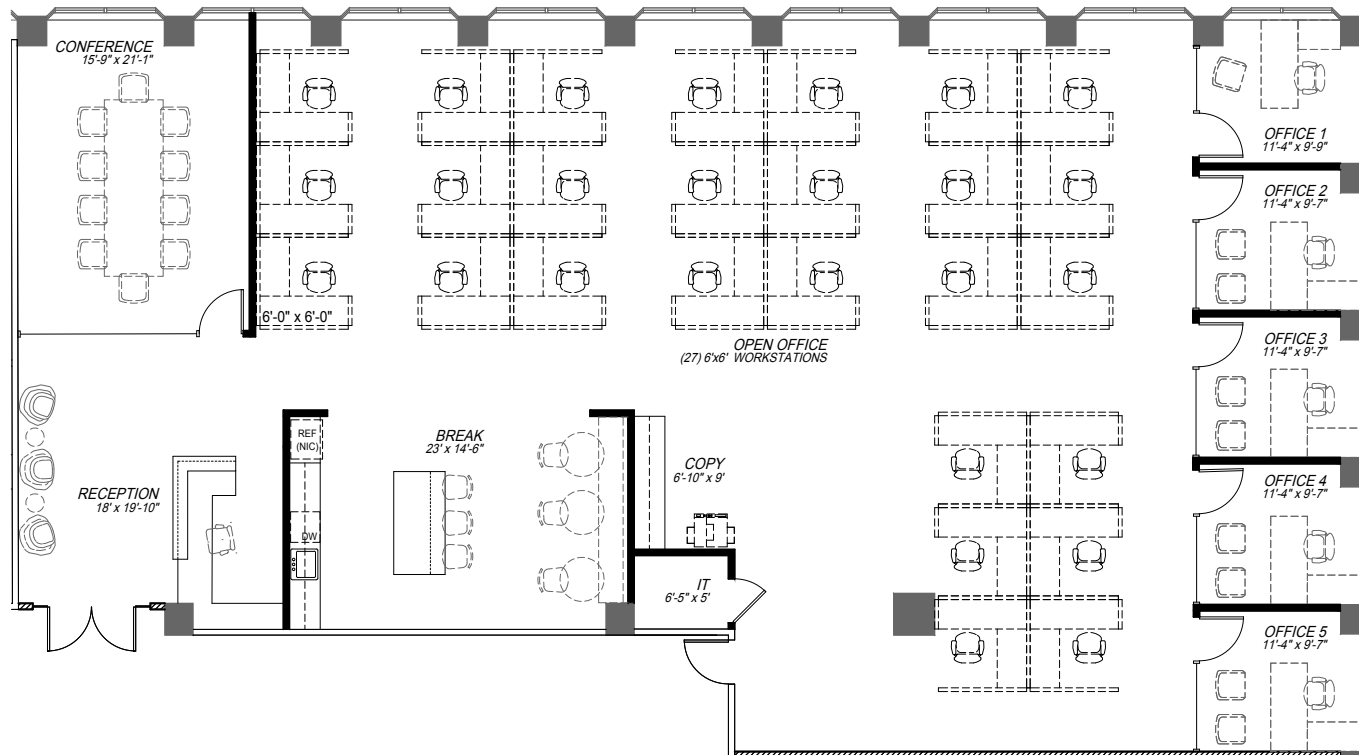 CONFERENCE
15'-9" x 21'-1"
OFFICE 1
11'-4" x 9'-9"
OFFICE 2
11'-4" x 9'-7"
6'-0" x 6'-0"
OPEN OFFICE
(27) 6'x6' WORKSTATIONS
OFFICE 3
11'-4" x 9'-7"
REF
(NIC)
BREAK
23' x 14'-6"
COPY
6'-10" x 9'
RECEPTION
18' x 19'-10"
OFFICE 4
11'-4" x 9'-7"
DW
IT
6'-5" x 5'
OFFICE 5
11'-4" x 9'-7"